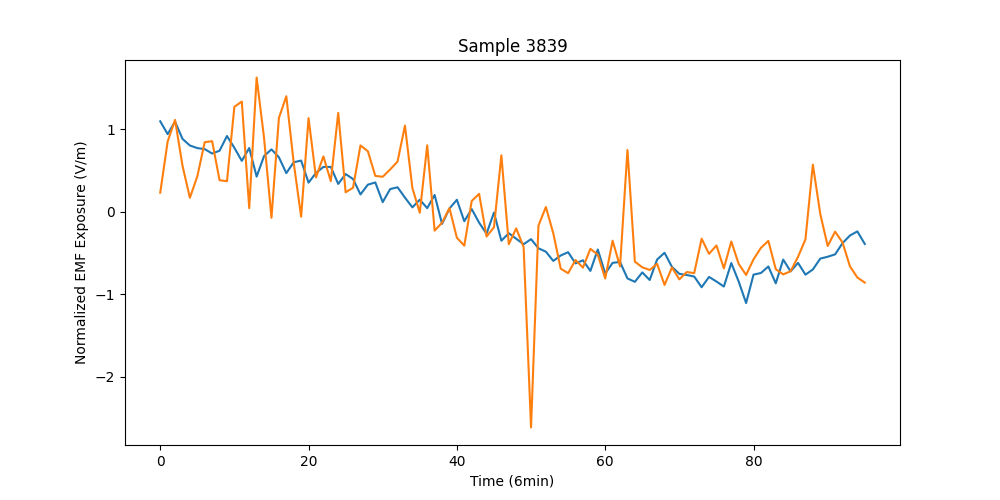 Sample 3839
Normalized EMF Exposure (V/m)
1
0
−1
−2
0 20 40 60 80
Time (6min)